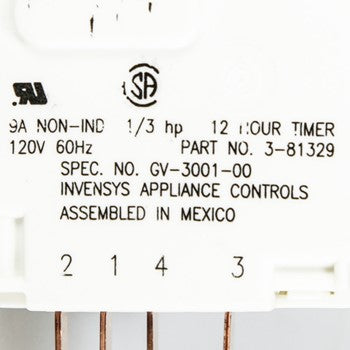 9A NON-IND 1/3 hp 12 HOUR TIMER
120V 60Hz PART NO. 3-81329
SPEC. NO. GV-3001-00
INVENSYS APPLIANCE CONTROLS
ASSEMBLED IN MEXICO
2 1 4 3